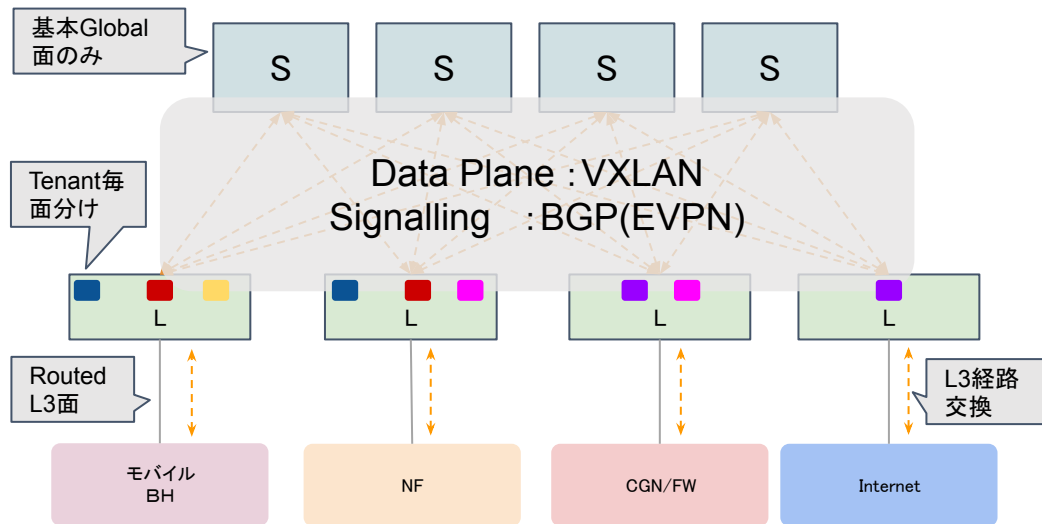 基本Global
面のみ
S
S
S
S
Data Plane：VXLAN
Signalling ：BGP(EVPN)
Tenant毎
面分け
L
L
L
L
Routed
L3面
L3経路
交換
モバイル
BH
NF
CGN/FW
Internet